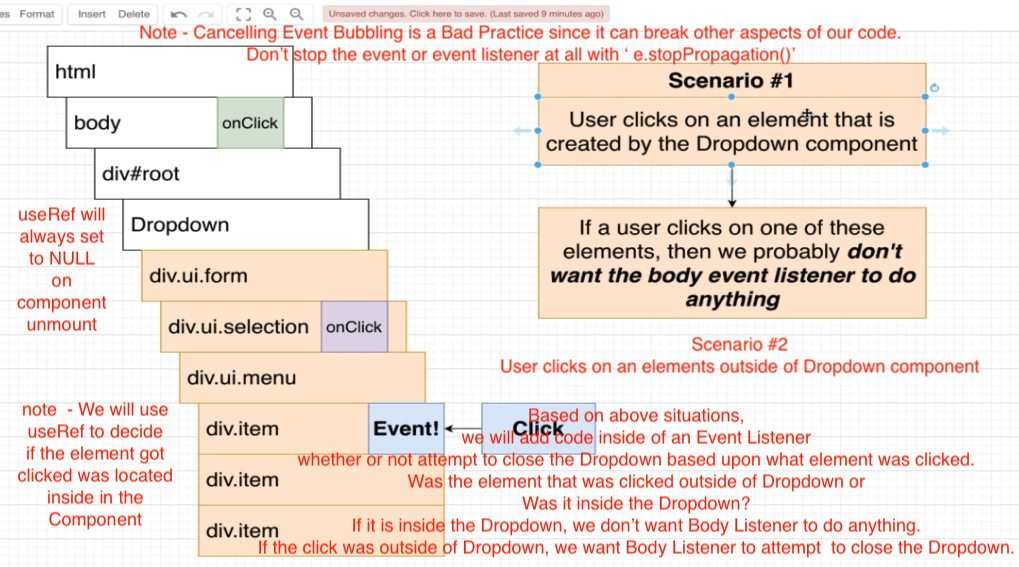 es Format Insert Delete Unsaved changes. Click here to save. (Last saved 9 minutes ago)
Note - Cancelling Event Bubbling is a Bad Practice since it can break other aspects of our code.
Don't stop the event or event listener at all with ' e.stopPropagation()'
html
body
onClick
div#root
Dropdown
div.ui.form
div.ui.selection
onClick
div.ui.menu
div.item
Event!
Click
div.item
div.item
useRef will
always set
to NULL
on
component
unmount
note - We will use
useRef to decide
if the element got
clicked was located
inside in the
Component
Scenario #1
User clicks on an element that is
created by the Dropdown component
If a user clicks on one of these
elements, then we probably don't
want the body event listener to do
anything
Scenario #2
User clicks on an elements outside of Dropdown component
Based on above situations,
we will add code inside of an Event Listener
whether or not attempt to close the Dropdown based upon what element was clicked.
Was the element that was clicked outside of Dropdown or
Was it inside the Dropdown?
If it is inside the Dropdown, we don't want Body Listener to do anything.
If the click was outside of Dropdown, we want Body Listener to attempt to close the Dropdown.